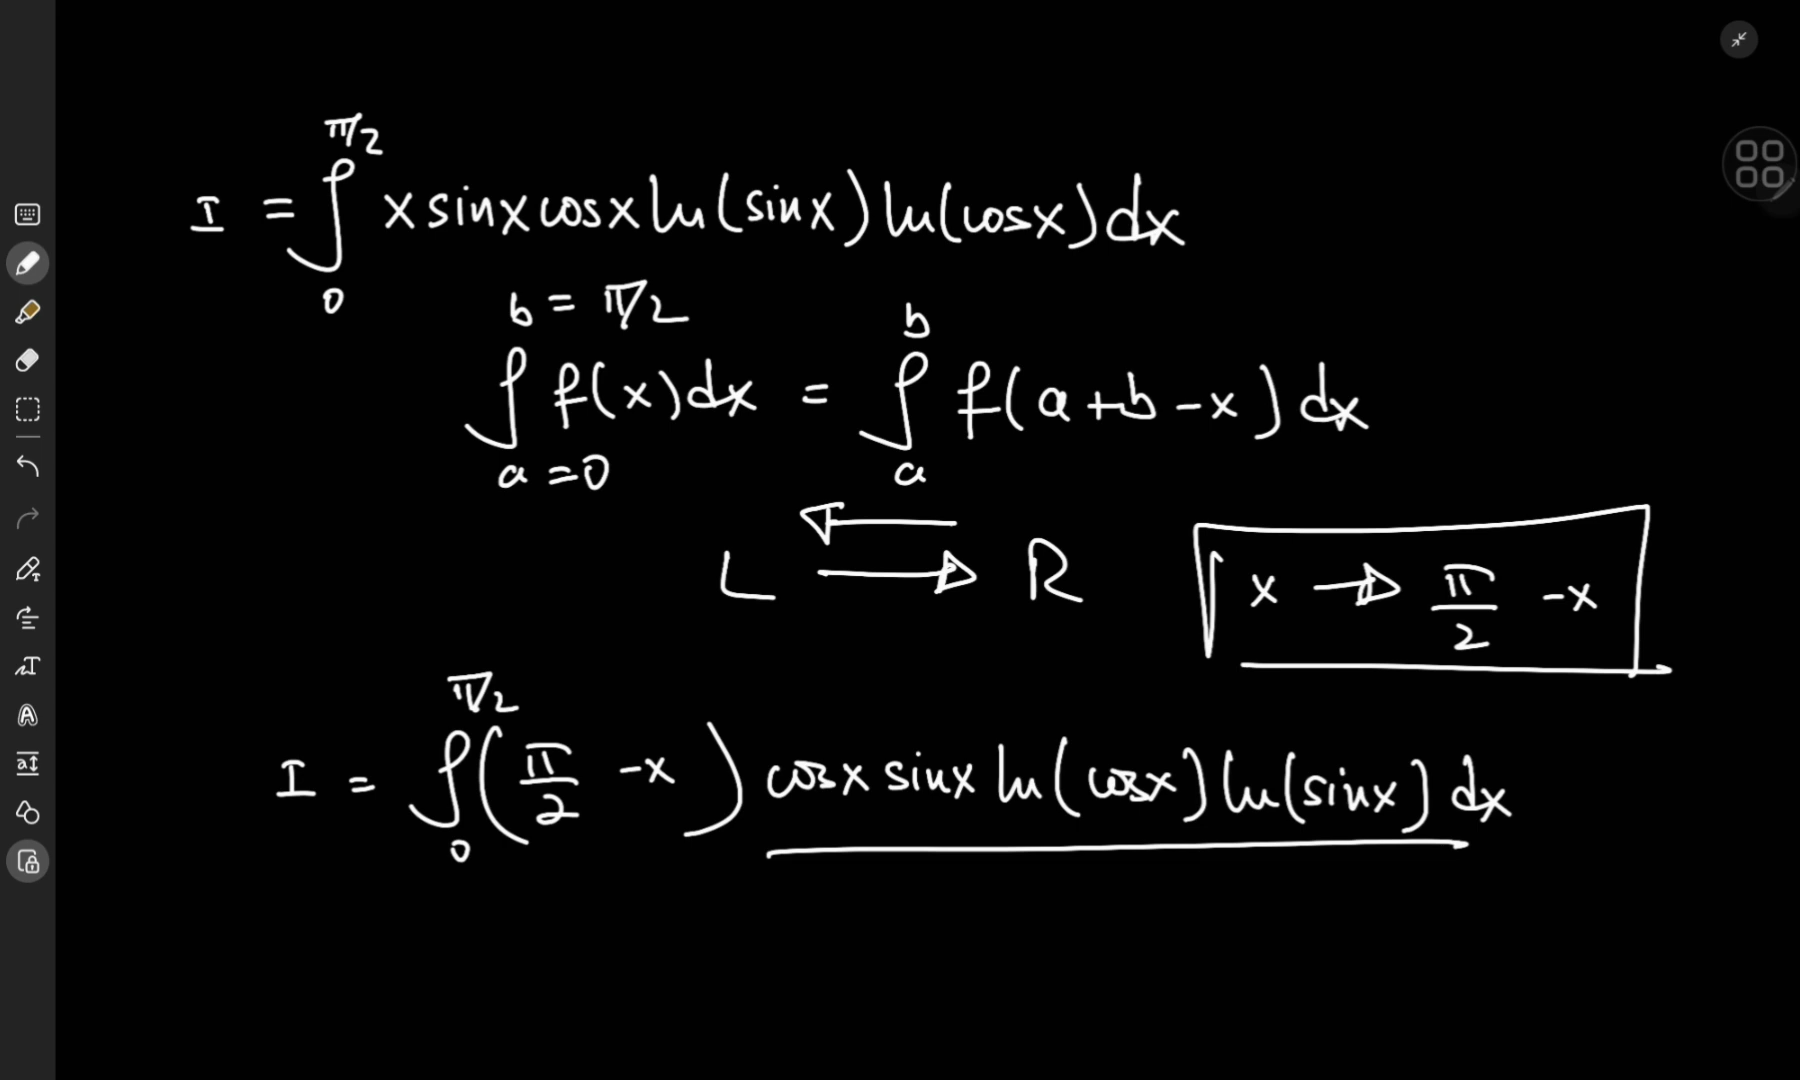 I = ∫₀^{π/2} x sinx cosx ln(sinx) ln(cosx) dx
∫_{a=0}^{b=π/2} f(x) dx = ∫_a^b f(a+b-x) dx
L ⇄ R
x → π/2 -x
I = ∫₀^{π/2} (π/2 -x) cosx sinx ln(cosx) ln(sinx) dx